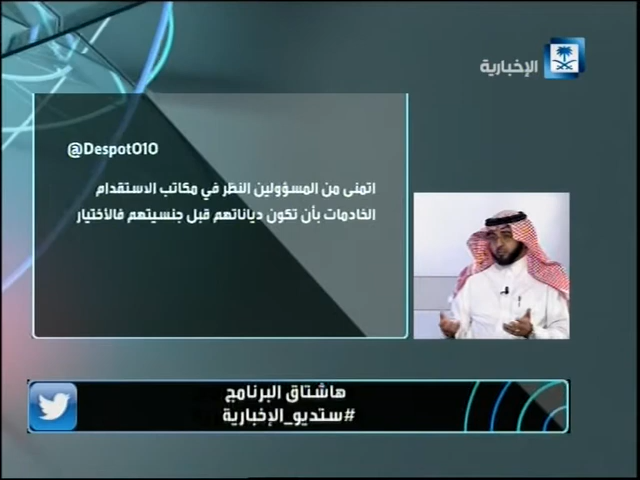 الإخبارية
@Despot010
اتمنى من المسؤولين النظر في مكاتب الاستقدام
الخادمات بأن تكون دياناتهم قبل جنسيتهم فالأختيار
هاشتاق البرنامج
#ستديو_الإخبارية